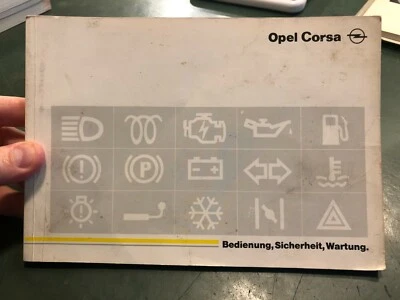 Opel Corsa
Bedienung, Sicherheit, Wartung.